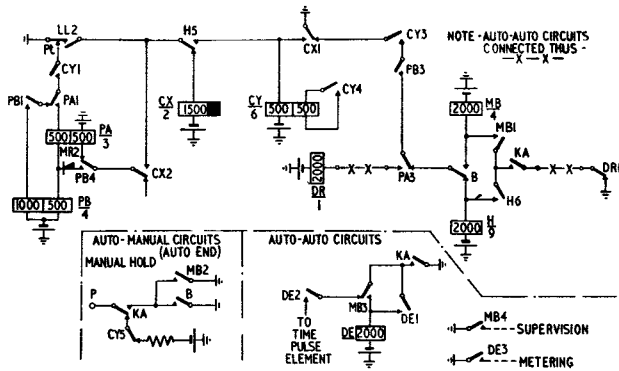 LL2
Pt
H5
CX1
CY3
NOTE - AUTO-AUTO CIRCUITS
CONNECTED THUS -
—X—X—
CY1
PB3
PB1
PA1
CX
2
1500
CY
6
500
500
CY4
2000
MB
4
MB1
500
500
PA
3
MR2
PB4
CX2
2000
DR
1
X X
PA3
B
KA
X X
DR1
H6
1000
500
PB
4
2000
H
9
AUTO-MANUAL CIRCUITS
(AUTO END)
MANUAL HOLD
MB2
P
KA
B
CY5
AUTO-AUTO CIRCUITS
KA
DE2
MB3
DE1
TO
TIME
PULSE
ELEMENT
DE
2000
MB4
SUPERVISION
DE3
METERING